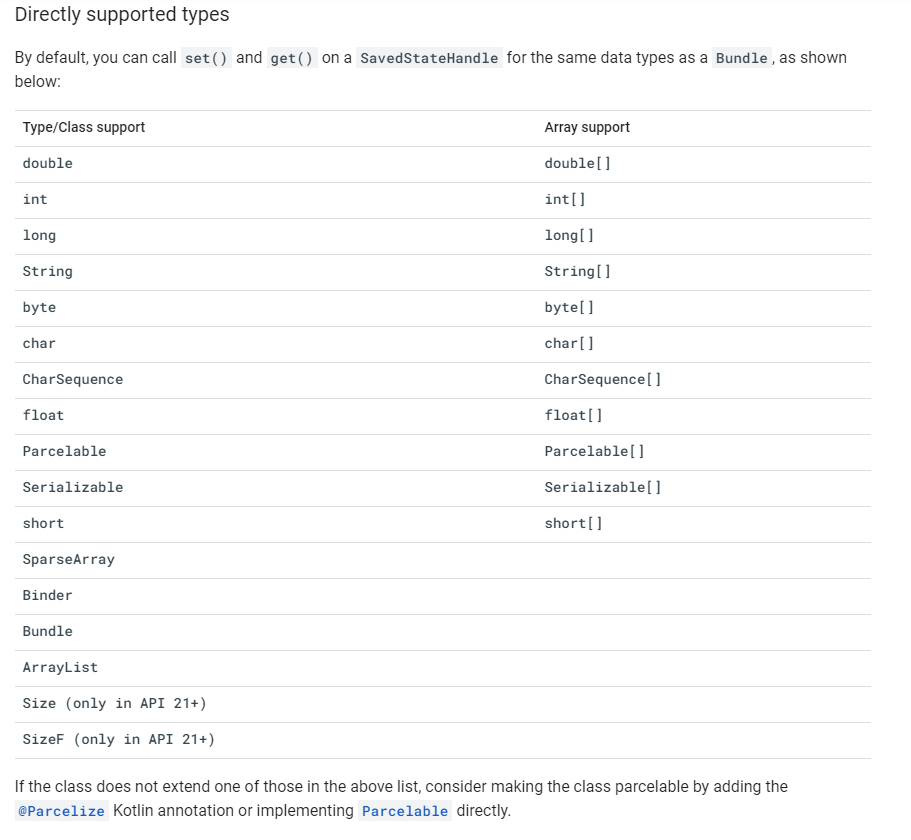 Directly supported types
By default, you can call set() and get() on a SavedStateHandle for the same data types as a Bundle, as shown
below:
Type/Class support Array support
double double[]
int int[]
long long[]
String String[]
byte byte[]
char char[]
CharSequence CharSequence[]
float float[]
Parcelable Parcelable[]
Serializable Serializable[]
short short[]
SparseArray
Binder
Bundle
ArrayList
Size (only in API 21+)
SizeF (only in API 21+)
If the class does not extend one of those in the above list, consider making the class parcelable by adding the
@Parcelize Kotlin annotation or implementing Parcelable directly.